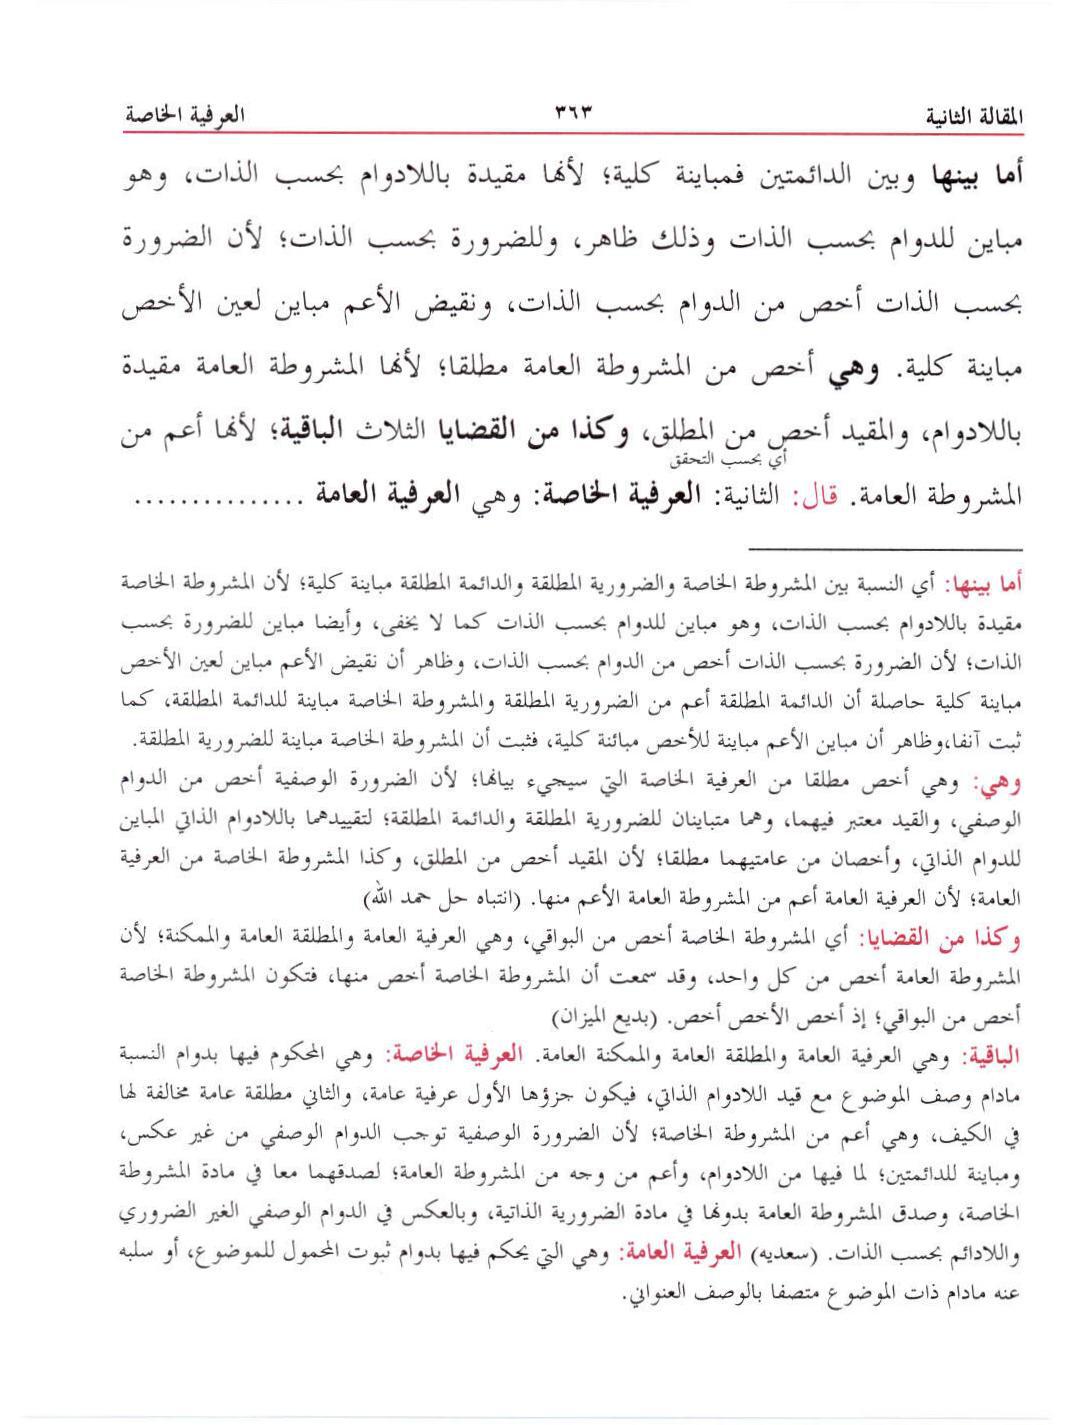 المقالة الثانية ٣٦٣ العرفية الخاصة
أما بينها وبين الدائمتين فمباينة كلية؛ لأنها مقيدة باللادوام بحسب الذات، وهو
مباين للدوام بحسب الذات وذلك ظاهر، وللضرورة بحسب الذات؛ لأن الضرورة
بحسب الذات أخص من الدوام بحسب الذات، ونقيض الأعم مباين لعين الأخص
مباينة كلية. وهي أخص من المشروطة العامة مطلقا؛ لأنها المشروطة العامة مقيدة
باللادوام، والمقيد أخص من المطلق، وكذا من القضايا الثلاث الباقية؛ لأنها أعم من
أي بحسب التحقق
المشروطة العامة. قال: الثانية: العرفية الخاصة: وهي العرفية العامة ...............
أما بينها: أي النسبة بين المشروطة الخاصة والضرورية المطلقة والدائمة المطلقة مباينة كلية؛ لأن المشروطة الخاصة
مقيدة باللادوام بحسب الذات، وهو مباين للدوام بحسب الذات كما لا يخفى، وأيضا مباين للضرورة بحسب
الذات؛ لأن الضرورة بحسب الذات أخص من الدوام بحسب الذات، وظاهر أن نقيض الأعم مباين لعين الأخص
مباينة كلية حاصلة أن الدائمة المطلقة أعم من الضرورية المطلقة والمشروطة الخاصة مباينة للدائمة المطلقة، كما
ثبت آنفا،وظاهر أن مباين الأعم مباينة للأخص مبائنة كلية، فثبت أن المشروطة الخاصة مباينة للضرورية المطلقة.
وهي: وهي أخص مطلقا من العرفية الخاصة التي سيجيء بيانها؛ لأن الضرورة الوصفية أخص من الدوام
الوصفي، والقيد معتبر فيهما، وهما متباينان للضرورية المطلقة والدائمة المطلقة؛ لتقييدهما باللادوام الذاتي المباين
للدوام الذاتي، وأخصان من عامتيهما مطلقا؛ لأن المقيد أخص من المطلق، وكذا المشروطة الخاصة من العرفية
العامة؛ لأن العرفية العامة أعم من المشروطة العامة الأعم منها. (انتباه حل حمد الله)
وكذا من القضايا: أي المشروطة الخاصة أخص من البواقي، وهي العرفية العامة والمطلقة العامة والممكنة؛ لأن
المشروطة العامة أخص من كل واحد، وقد سمعت أن المشروطة الخاصة أخص منها، فتكون المشروطة الخاصة
أخص من البواقي؛ إذ أخص الأخص أخص. (بديع الميزان)
الباقية: وهي العرفية العامة والمطلقة العامة والممكنة العامة. العرفية الخاصة: وهي المحكوم فيها بدوام النسبة
مادام وصف الموضوع مع قيد اللادوام الذاتي، فيكون جزؤها الأول عرفية عامة، والثاني مطلقة عامة مخالفة لها
في الكيف، وهي أعم من المشروطة الخاصة؛ لأن الضرورة الوصفية توجب الدوام الوصفي من غير عكس،
ومباينة للدائمتين؛ لما فيها من اللادوام، وأعم من وجه من المشروطة العامة؛ لصدقهما معا في مادة المشروطة
الخاصة، وصدق المشروطة العامة بدونها في مادة الضرورية الذاتية، وبالعكس في الدوام الوصفي الغير الضروري
واللادائم بحسب الذات. (سعديه) العرفية العامة: وهي التي يحكم فيها بدوام ثبوت المحمول للموضوع، أو سلبه
عنه مادام ذات الموضوع متصفا بالوصف العنواني.